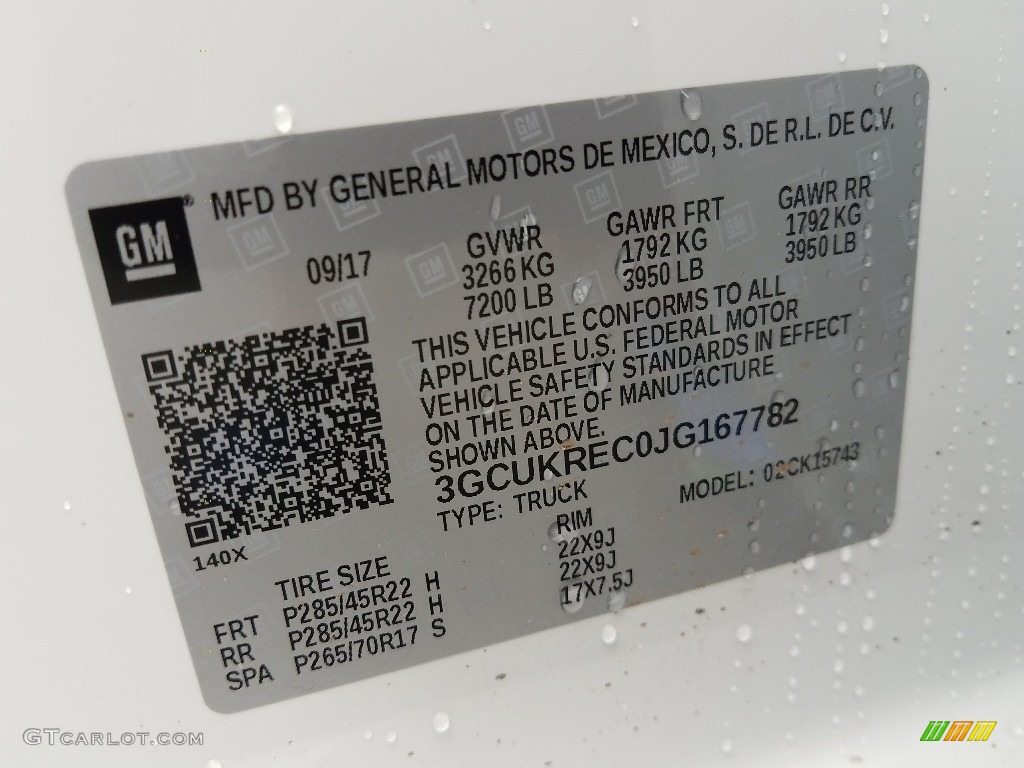 MFD BY GENERAL MOTORS DE MEXICO, S. DE R.L. DE C.V.
GM®
09/17
GVWR
3266 KG
7200 LB
GAWR FRT
1792 KG
3950 LB
GAWR RR
1792 KG
3950 LB
THIS VEHICLE CONFORMS TO ALL
APPLICABLE U.S. FEDERAL MOTOR
VEHICLE SAFETY STANDARDS IN EFFECT
ON THE DATE OF MANUFACTURE
SHOWN ABOVE.
3GCUKREC0JG167782
TYPE: TRUCK
MODEL: 02CK15743
140X
TIRE SIZE RIM
FRT P285/45R22 H 22X9J
RR P285/45R22 H 22X9J
SPA P265/70R17 S 17X7.5J
GTCARLOT.COM